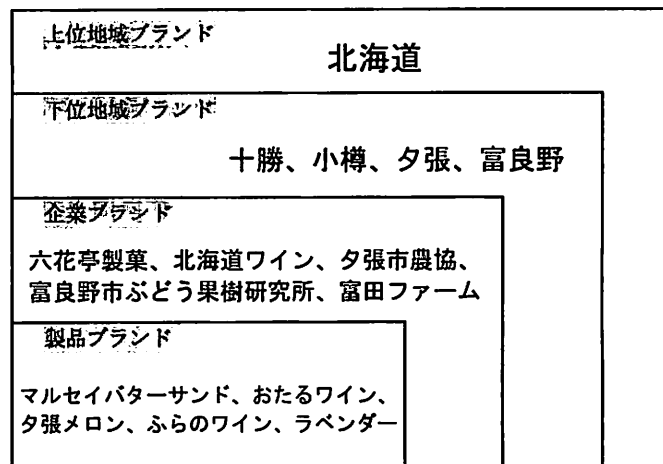 上位地域ブランド
北海道
下位地域ブランド
十勝、小樽、夕張、富良野
企業ブランド
六花亭製菓、北海道ワイン、夕張市農協、
富良野市ぶどう果樹研究所、富田ファーム
製品ブランド
マルセイバターサンド、おたるワイン、
夕張メロン、ふらのワイン、ラベンダー